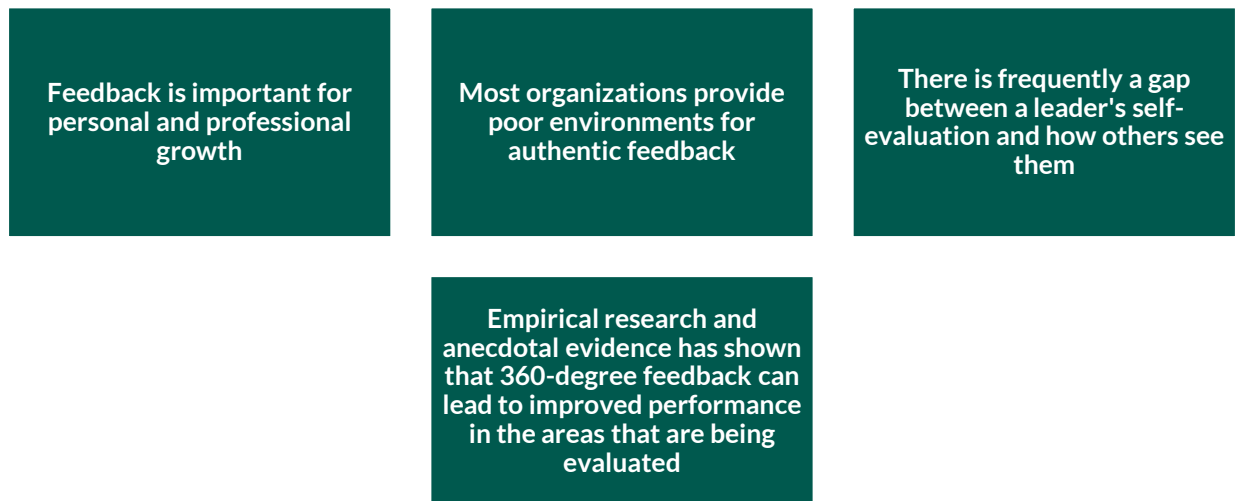 Feedback is important for
personal and professional
growth
Most organizations provide
poor environments for
authentic feedback
There is frequently a gap
between a leader's self-
evaluation and how others see
them
Empirical research and
anecdotal evidence has shown
that 360-degree feedback can
lead to improved performance
in the areas that are being
evaluated